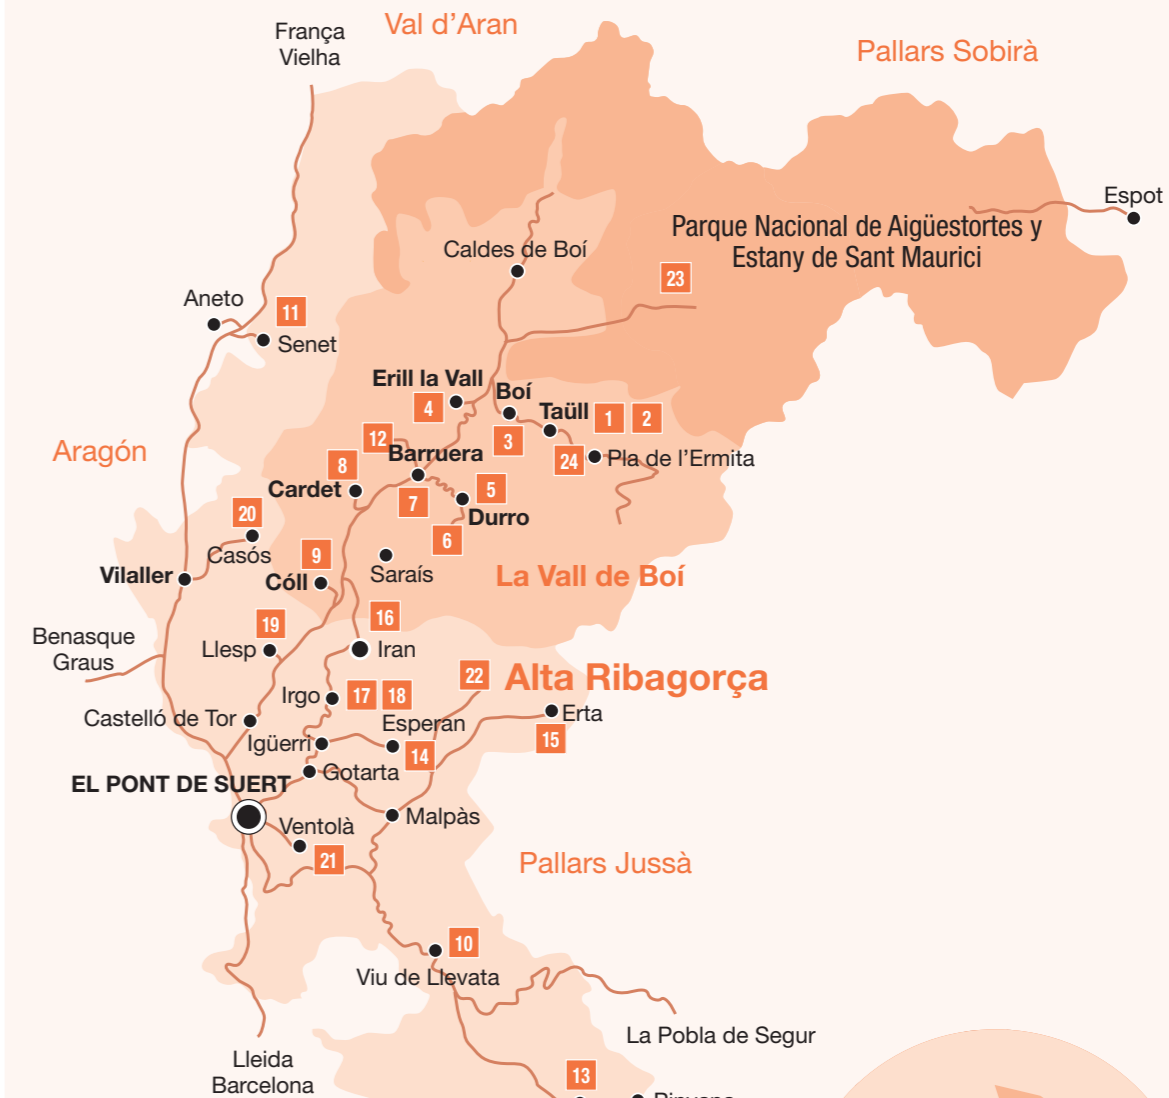 França
Vielha
Val d’Aran
Pallars Sobirà
Espot
Parque Nacional de Aigüestortes y
Estany de Sant Maurici
Caldes de Boí
23
Aneto
11
Senet
Erill la Vall
4
Boí
3
Taüll
1
2
24
Pla de l’Ermita
Aragón
12
Barruera
8
Cardet
7
5
Durro
6
20
Casós
9
Vilaller
Cóll
Saraís
La Vall de Boí
16
19
Benasque
Graus
Llesp
Iran
22
Alta Ribagorça
Irgo
17
18
Castelló de Tor
Esperan
Erta
15
Igüerri
14
Gotarta
EL PONT DE SUERT
Malpàs
Ventolà
21
Pallars Jussà
10
Viu de Llevata
La Pobla de Segur
Lleida
Barcelona
13